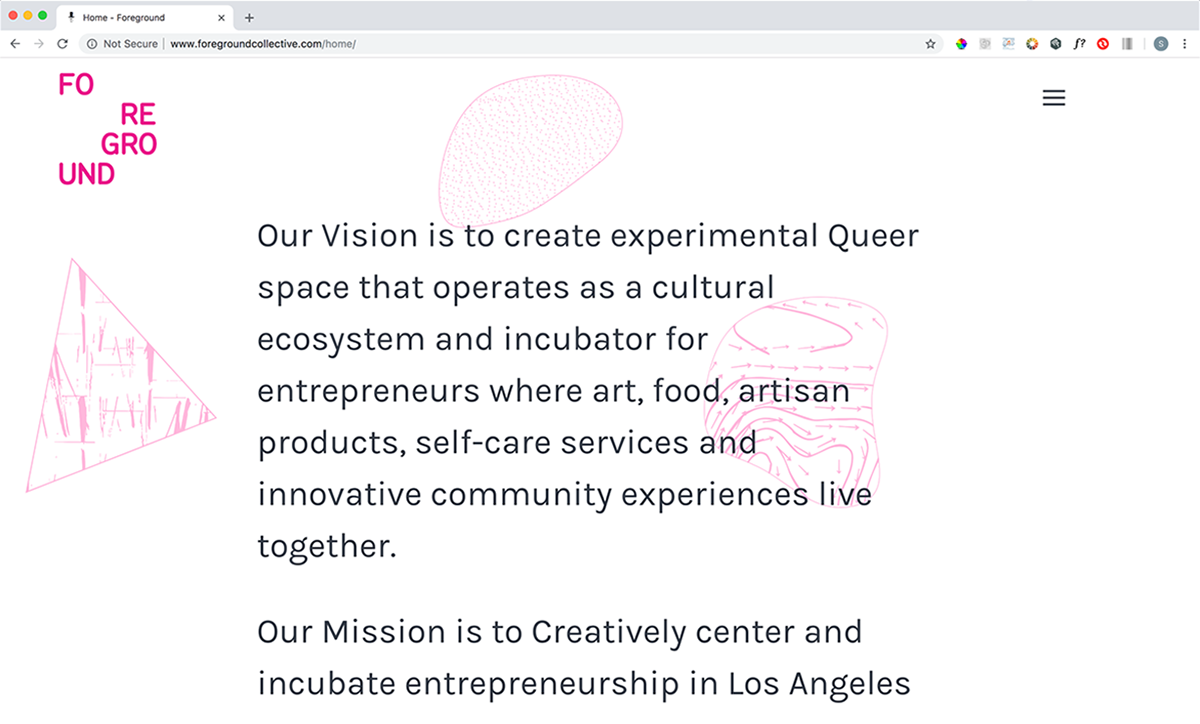 Home - Foreground
Not Secure | www.foregroundcollective.com/home/
f?
S
FO
RE
GRO
UND
Our Vision is to create experimental Queer
space that operates as a cultural
ecosystem and incubator for
entrepreneurs where art, food, artisan
products, self-care services and
innovative community experiences live
together.
Our Mission is to Creatively center and
incubate entrepreneurship in Los Angeles